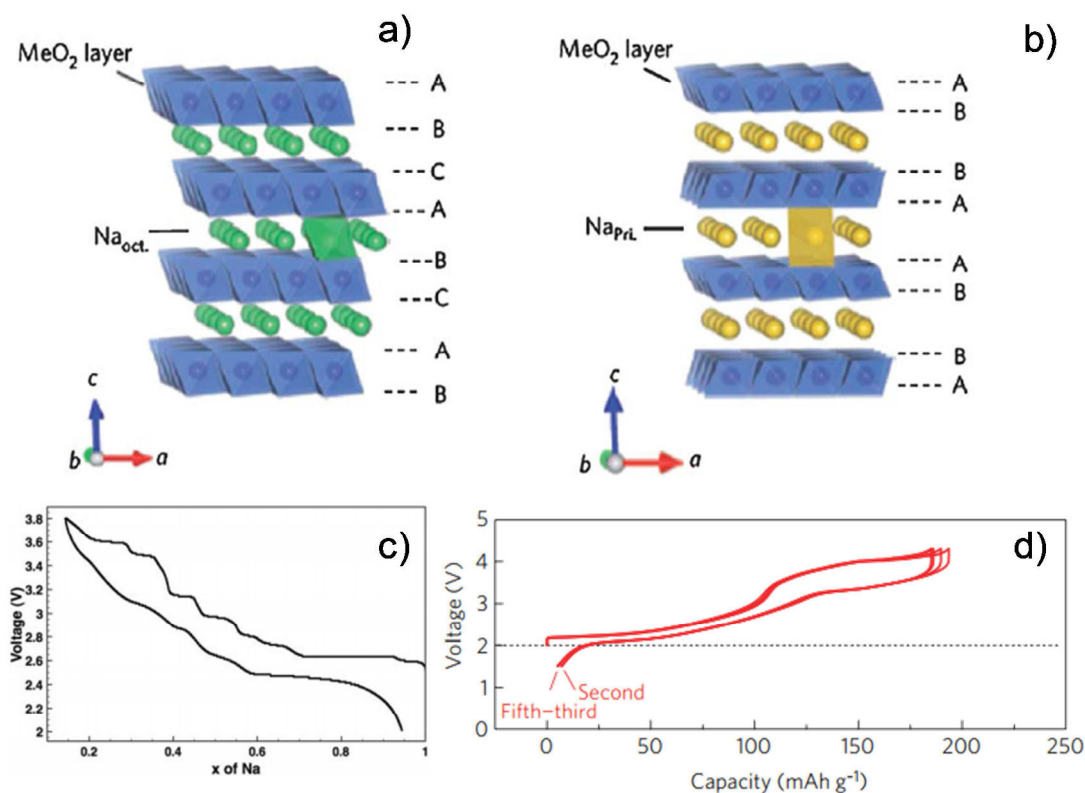 a)
MeO2 layer
A
B
C
A
Naoct.
B
C
A
B
c
b
a
b)
MeO2 layer
A
B
B
A
NaPri.
A
B
B
A
c
b
a
c)
Voltage (V)
3.8
3.6
3.4
3.2
3
2.8
2.6
2.4
2.2
2
0.2
0.4
0.6
0.8
1
x of Na
d)
Voltage (V)
5
4
3
2
1
0
Second
Fifth–third
0
50
100
150
200
250
Capacity (mAh g−1)